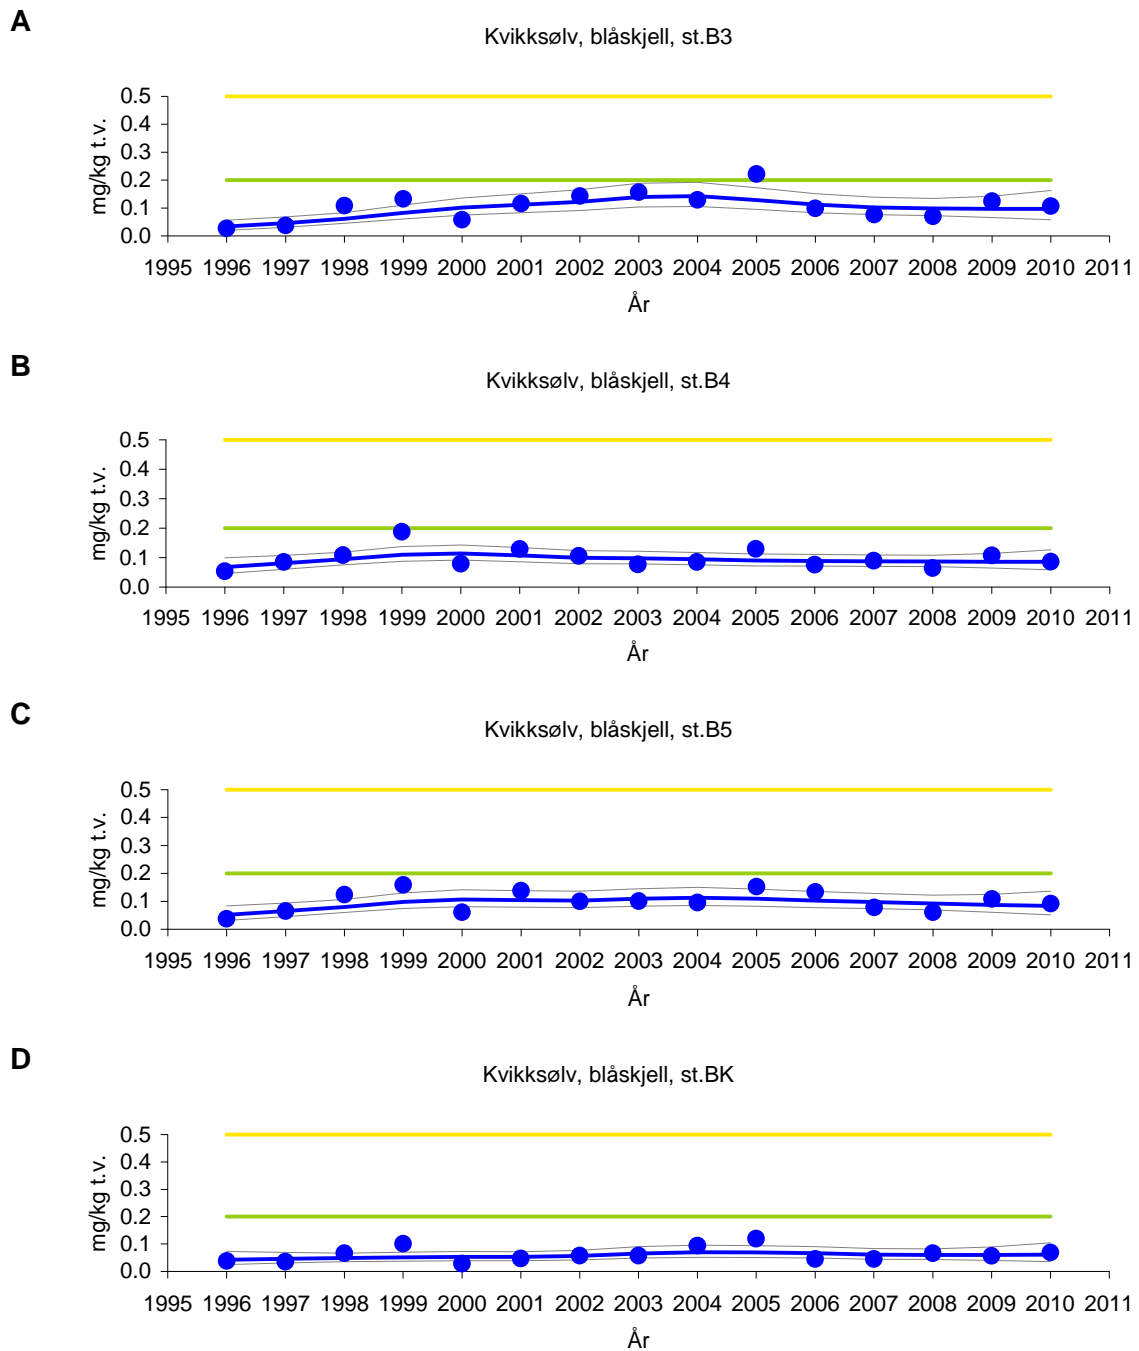 A
Kvikksølv, blåskjell, st.B3
mg/kg t.v.
0.5
0.4
0.3
0.2
0.1
0.0
1995 1996 1997 1998 1999 2000 2001 2002 2003 2004 2005 2006 2007 2008 2009 2010 2011
År
B
Kvikksølv, blåskjell, st.B4
mg/kg t.v.
0.5
0.4
0.3
0.2
0.1
0.0
1995 1996 1997 1998 1999 2000 2001 2002 2003 2004 2005 2006 2007 2008 2009 2010 2011
År
C
Kvikksølv, blåskjell, st.B5
mg/kg t.v.
0.5
0.4
0.3
0.2
0.1
0.0
1995 1996 1997 1998 1999 2000 2001 2002 2003 2004 2005 2006 2007 2008 2009 2010 2011
År
D
Kvikksølv, blåskjell, st.BK
mg/kg t.v.
0.5
0.4
0.3
0.2
0.1
0.0
1995 1996 1997 1998 1999 2000 2001 2002 2003 2004 2005 2006 2007 2008 2009 2010 2011
År